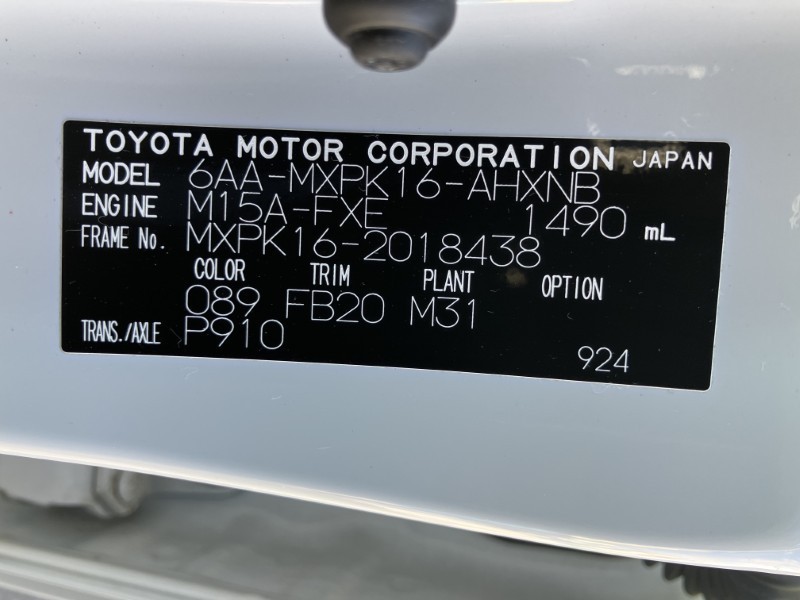 TOYOTA MOTOR CORPORATION JAPAN
MODEL 6AA-MXPK16-AHXNB
ENGINE M15A-FXE 1490 mL
FRAME No. MXPK16-2018438
COLOR TRIM PLANT OPTION
089 FB20 M31
TRANS./AXLE P910
924